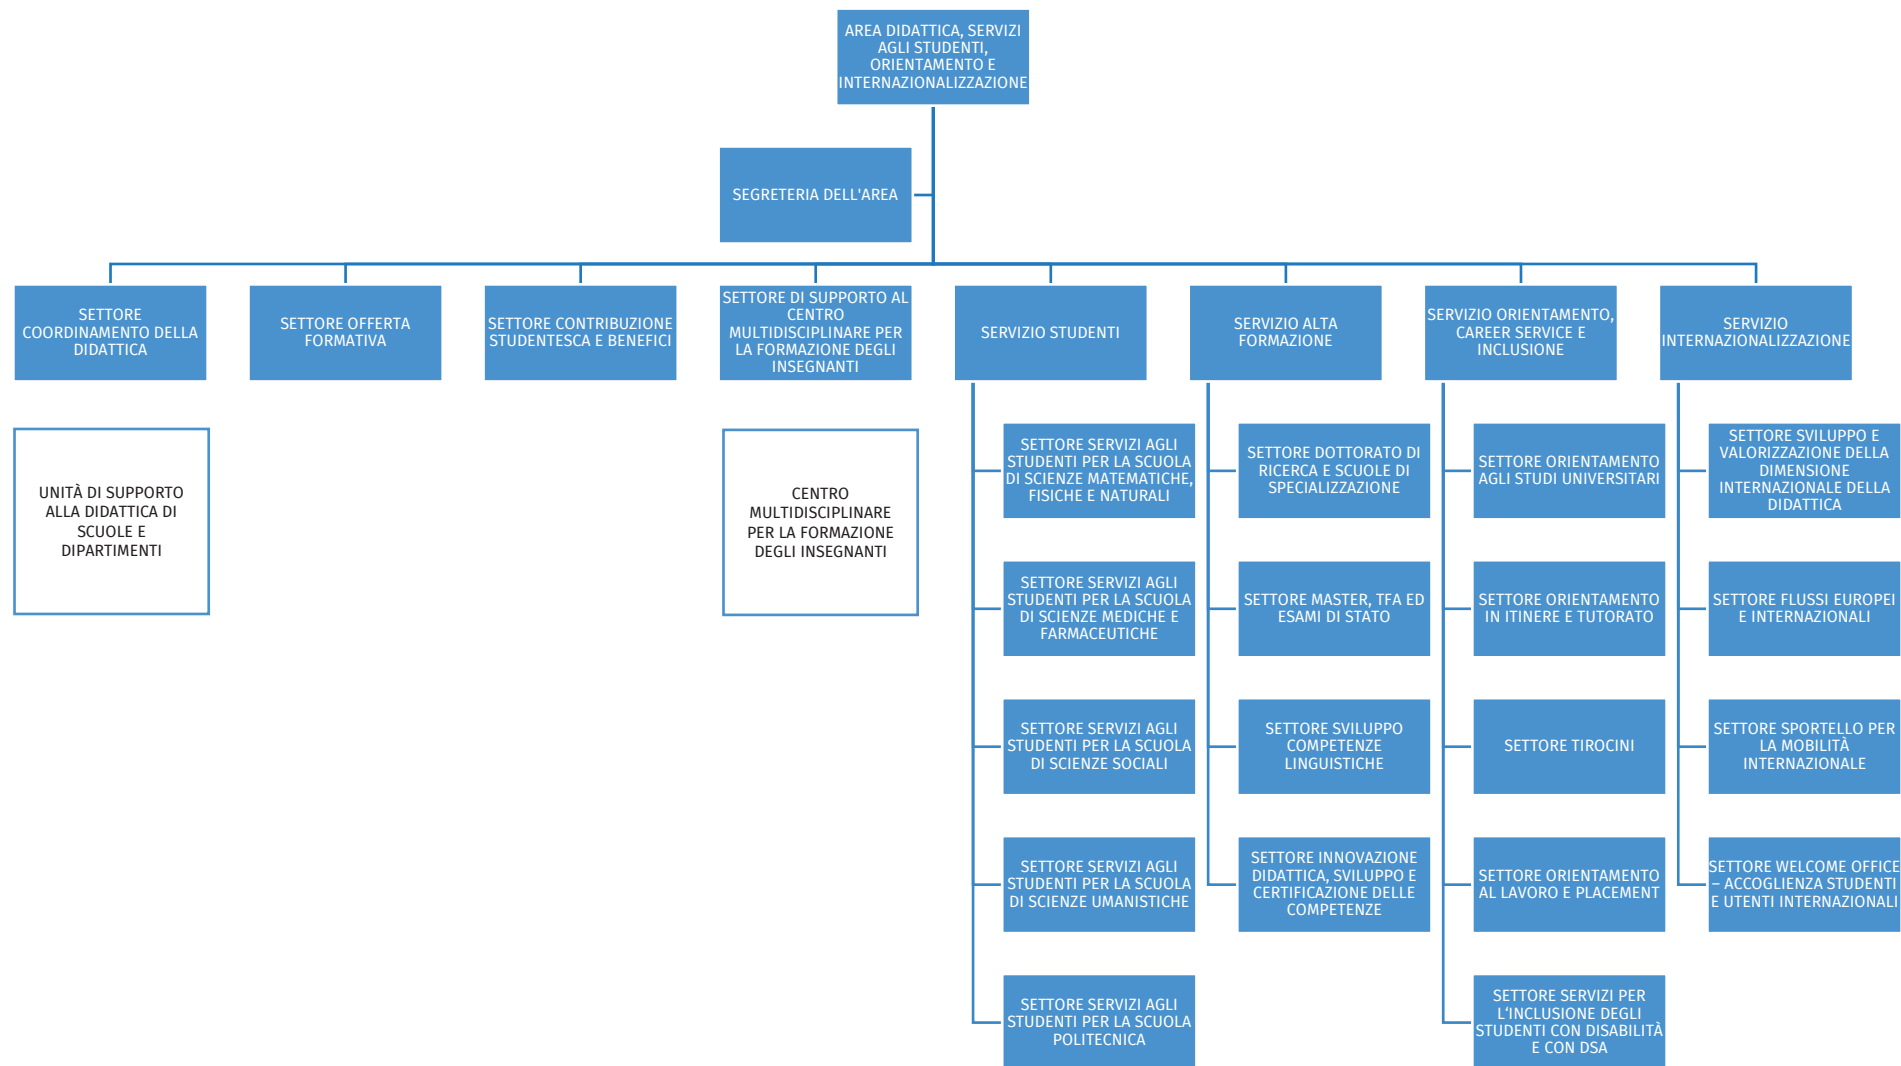 AREA DIDATTICA, SERVIZI
AGLI STUDENTI,
ORIENTAMENTO E
INTERNAZIONALIZZAZIONE
SEGRETERIA DELL'AREA
SETTORE
COORDINAMENTO DELLA
DIDATTICA
SETTORE OFFERTA
FORMATIVA
SETTORE CONTRIBUZIONE
STUDENTESCA E BENEFICI
SETTORE DI SUPPORTO AL
CENTRO
MULTIDISCIPLINARE PER
LA FORMAZIONE DEGLI
INSEGNANTI
SERVIZIO STUDENTI
SERVIZIO ALTA
FORMAZIONE
SERVIZIO ORIENTAMENTO,
CAREER SERVICE E
INCLUSIONE
SERVIZIO
INTERNAZIONALIZZAZIONE
UNITÀ DI SUPPORTO
ALLA DIDATTICA DI
SCUOLE E
DIPARTIMENTI
CENTRO
MULTIDISCIPLINARE
PER LA FORMAZIONE
DEGLI INSEGNANTI
SETTORE SERVIZI AGLI
STUDENTI PER LA SCUOLA
DI SCIENZE MATEMATICHE,
FISICHE E NATURALI
SETTORE SERVIZI AGLI
STUDENTI PER LA SCUOLA
DI SCIENZE MEDICHE E
FARMACEUTICHE
SETTORE SERVIZI AGLI
STUDENTI PER LA SCUOLA
DI SCIENZE SOCIALI
SETTORE SERVIZI AGLI
STUDENTI PER LA SCUOLA
DI SCIENZE UMANISTICHE
SETTORE SERVIZI AGLI
STUDENTI PER LA SCUOLA
POLITECNICA
SETTORE DOTTORATO DI
RICERCA E SCUOLE DI
SPECIALIZZAZIONE
SETTORE MASTER, TFA ED
ESAMI DI STATO
SETTORE SVILUPPO
COMPETENZE
LINGUISTICHE
SETTORE INNOVAZIONE
DIDATTICA, SVILUPPO E
CERTIFICAZIONE DELLE
COMPETENZE
SETTORE ORIENTAMENTO
AGLI STUDI UNIVERSITARI
SETTORE ORIENTAMENTO
IN ITINERE E TUTORATO
SETTORE TIROCINI
SETTORE ORIENTAMENTO
AL LAVORO E PLACEMENT
SETTORE SERVIZI PER
L'INCLUSIONE DEGLI
STUDENTI CON DISABILITÀ
E CON DSA
SETTORE SVILUPPO E
VALORIZZAZIONE DELLA
DIMENSIONE
INTERNAZIONALE DELLA
DIDATTICA
SETTORE FLUSSI EUROPEI
E INTERNAZIONALI
SETTORE SPORTELLO PER
LA MOBILITÀ
INTERNAZIONALE
SETTORE WELCOME OFFICE
– ACCOGLIENZA STUDENTI
E UTENTI INTERNAZIONALI